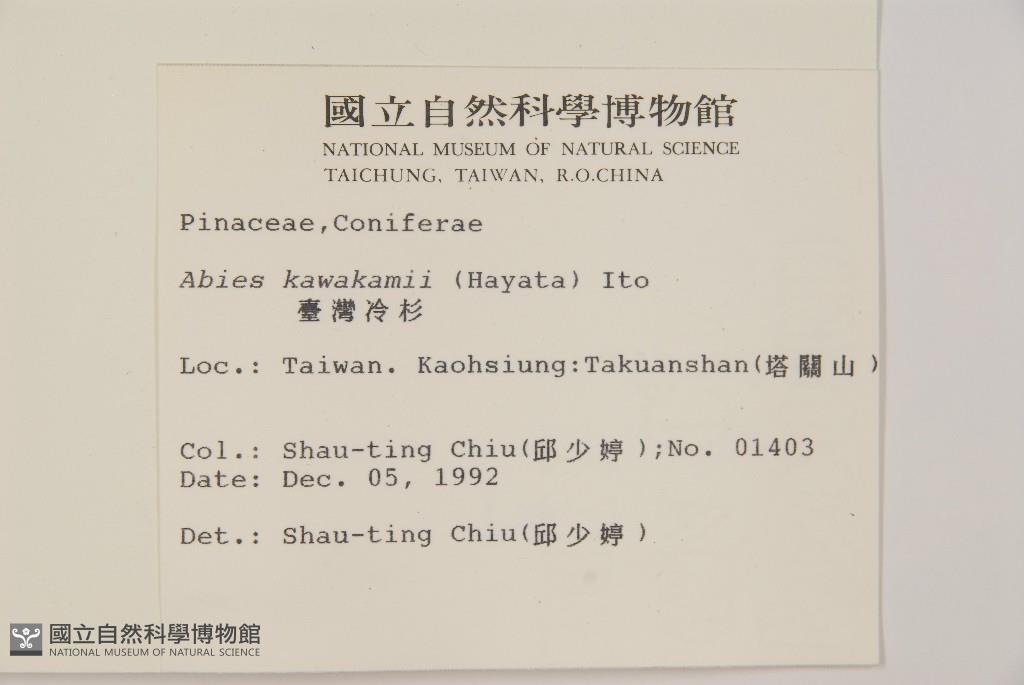 國立自然科學博物館
NATIONAL MUSEUM OF NATURAL SCIENCE
TAICHUNG, TAIWAN, R.O.CHINA
Pinaceae,Coniferae
Abies kawakamii (Hayata) Ito
臺灣冷杉
Loc.: Taiwan. Kaohsiung:Takuanshan(塔關山)
Col.: Shau-ting Chiu(邱少婷);No. 01403
Date: Dec. 05, 1992
Det.: Shau-ting Chiu(邱少婷)
國立自然科學博物館
NATIONAL MUSEUM OF NATURAL SCIENCE